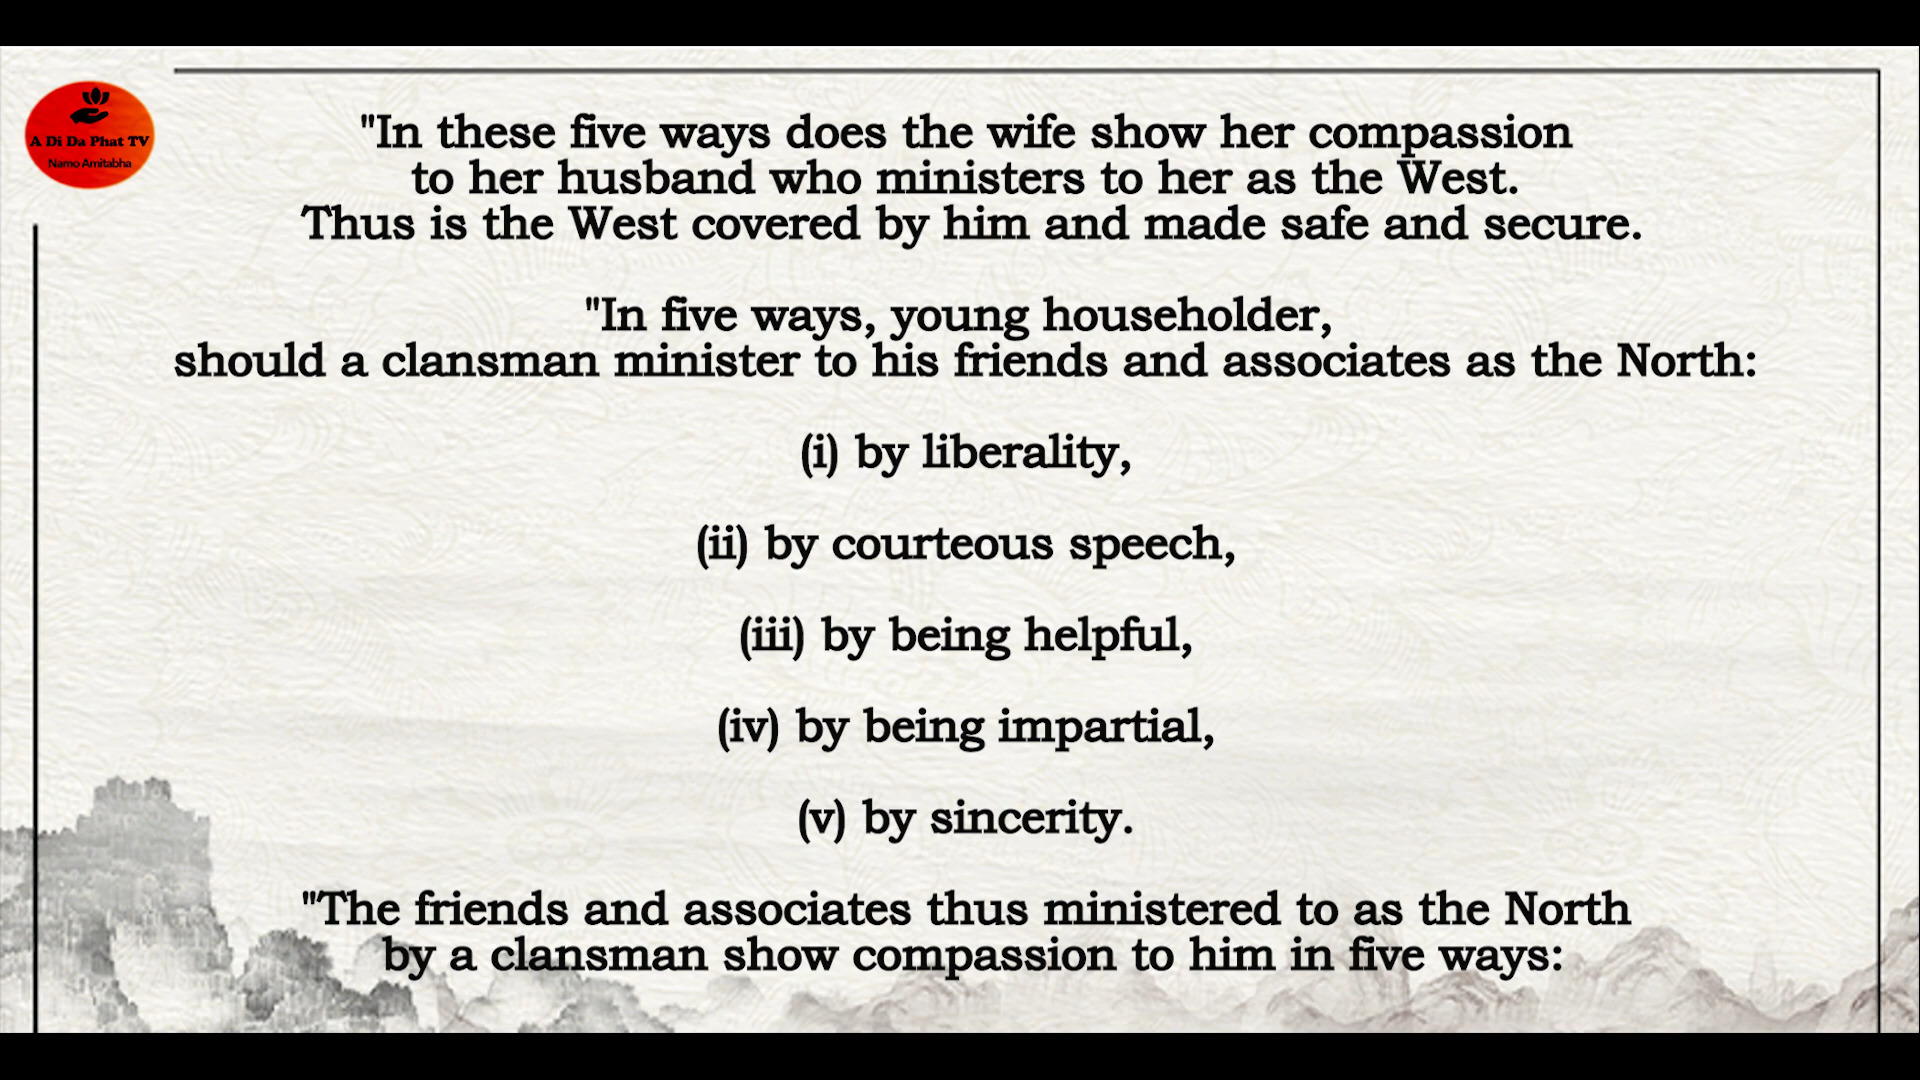 A Di Da Phat TV
Namo Amitabha
"In these five ways does the wife show her compassion
to her husband who ministers to her as the West.
Thus is the West covered by him and made safe and secure.
"In five ways, young householder,
should a clansman minister to his friends and associates as the North:
(i) by liberality,
(ii) by courteous speech,
(iii) by being helpful,
(iv) by being impartial,
(v) by sincerity.
"The friends and associates thus ministered to as the North
by a clansman show compassion to him in five ways: